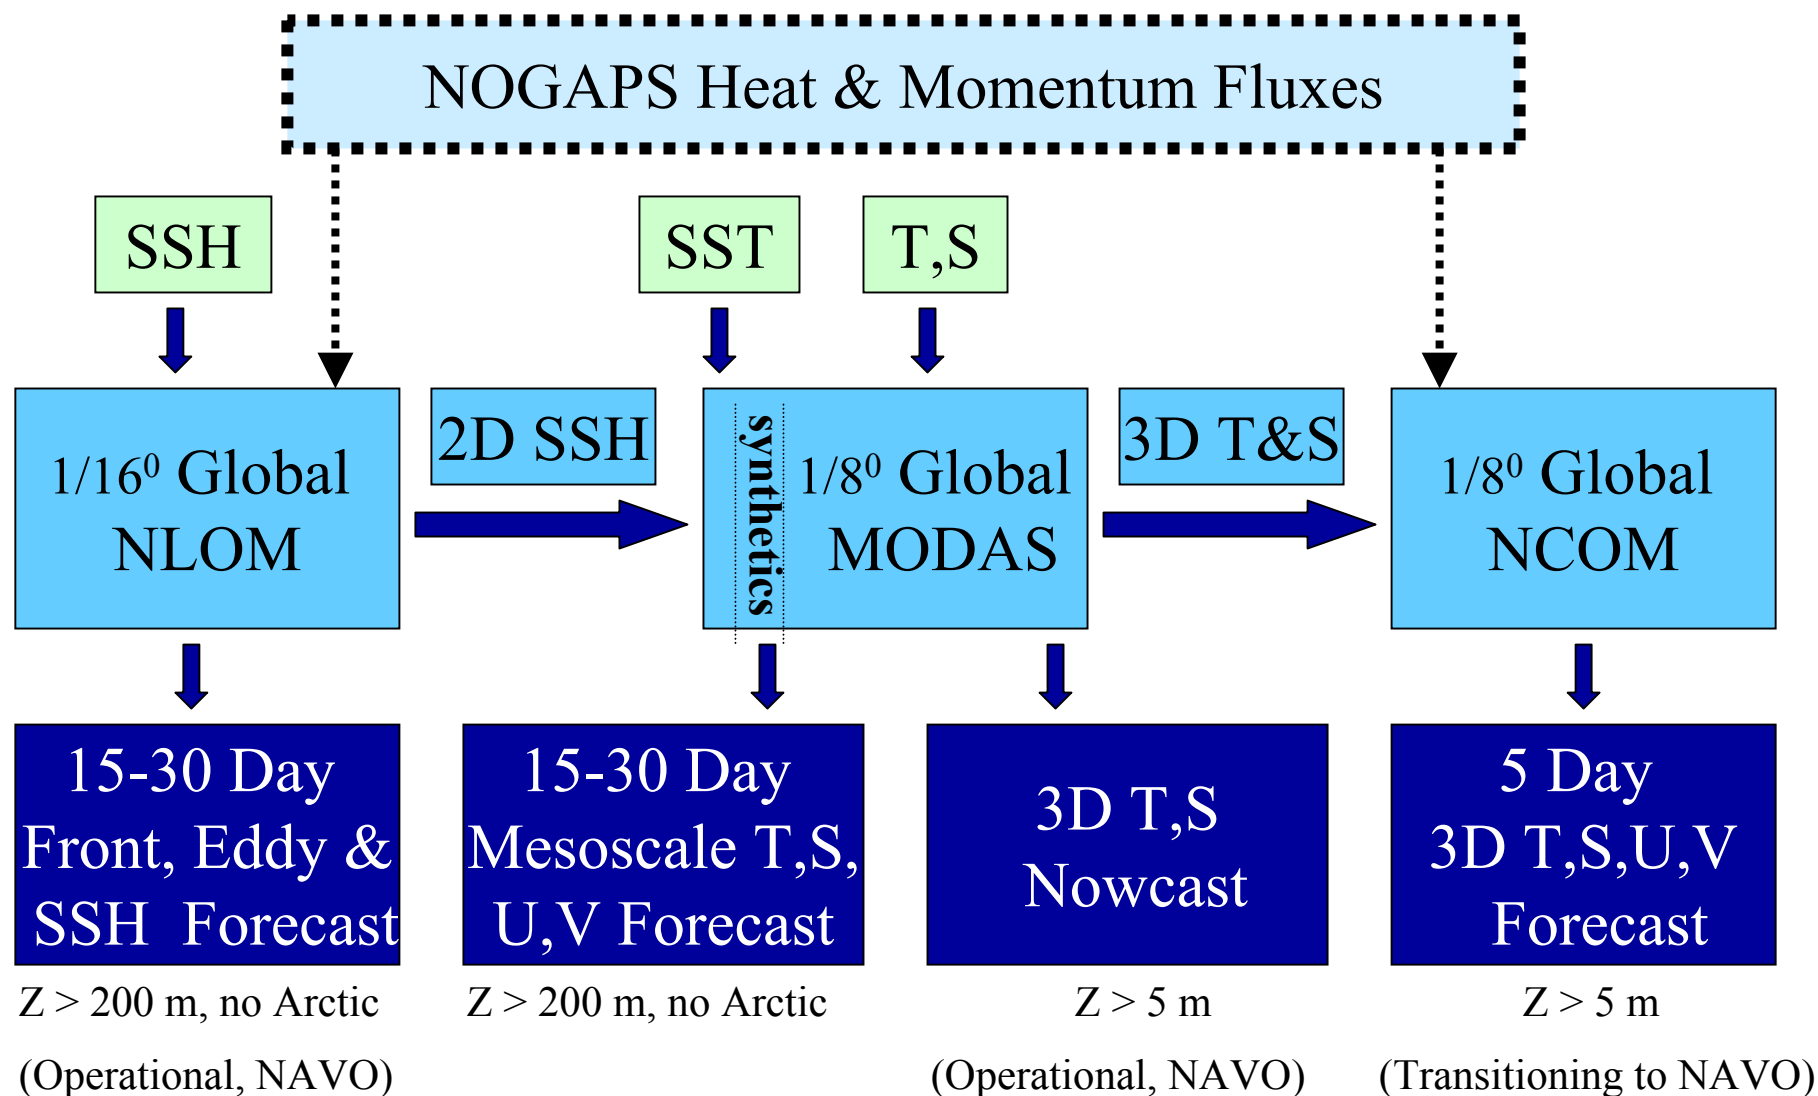 NOGAPS Heat & Momentum Fluxes
SSH
SST
T,S
1/16⁰ Global
NLOM
2D SSH
synthetics
1/8⁰ Global
MODAS
3D T&S
1/8⁰ Global
NCOM
15-30 Day
Front, Eddy &
SSH Forecast
15-30 Day
Mesoscale T,S,
U,V Forecast
3D T,S
Nowcast
5 Day
3D T,S,U,V
Forecast
Z > 200 m, no Arctic
Z > 200 m, no Arctic
Z > 5 m
Z > 5 m
(Operational, NAVO)
(Operational, NAVO)
(Transitioning to NAVO)